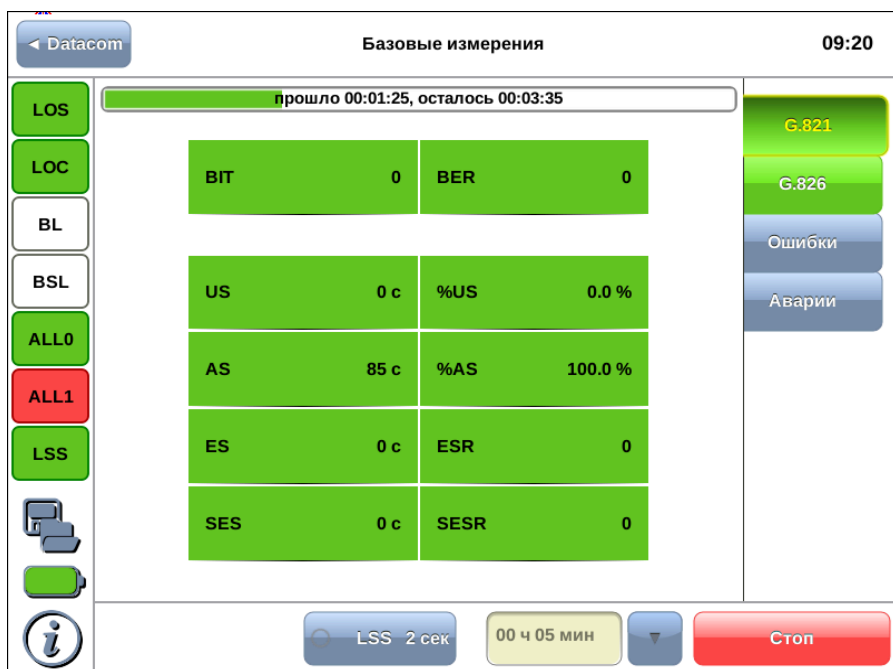 ◄ Datacom
Базовые измерения
09:20
LOS
LOC
BL
BSL
ALL0
ALL1
LSS
прошло 00:01:25, осталось 00:03:35
BIT 0 BER 0
US 0 с %US 0.0 %
AS 85 с %AS 100.0 %
ES 0 с ESR 0
SES 0 с SESR 0
G.821
G.826
Ошибки
Аварии
i
LSS 2 сек
00 ч 05 мин
Стоп